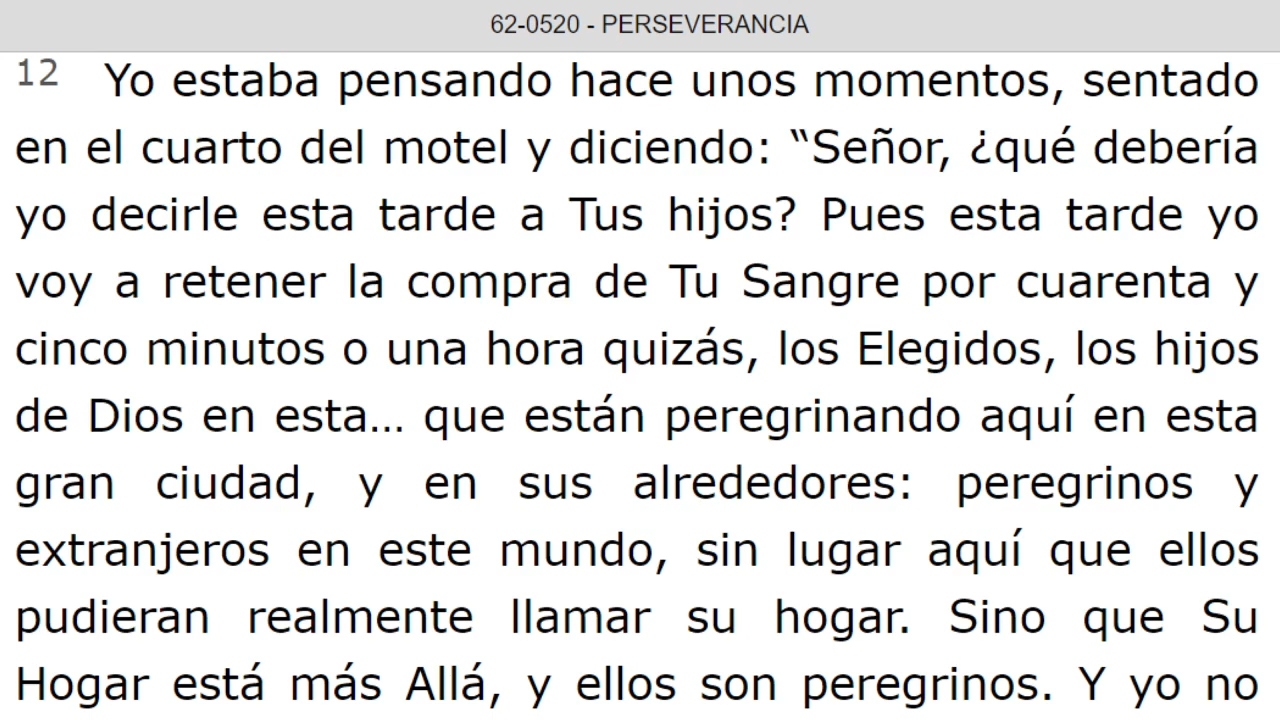 62-0520 - PERSEVERANCIA
12 Yo estaba pensando hace unos momentos, sentado
en el cuarto del motel y diciendo: “Señor, ¿qué debería
yo decirle esta tarde a Tus hijos? Pues esta tarde yo
voy a retener la compra de Tu Sangre por cuarenta y
cinco minutos o una hora quizás, los Elegidos, los hijos
de Dios en esta... que están peregrinando aquí en esta
gran ciudad, y en sus alrededores: peregrinos y
extranjeros en este mundo, sin lugar aquí que ellos
pudieran realmente llamar su hogar. Sino que Su
Hogar está más Allá, y ellos son peregrinos. Y yo no